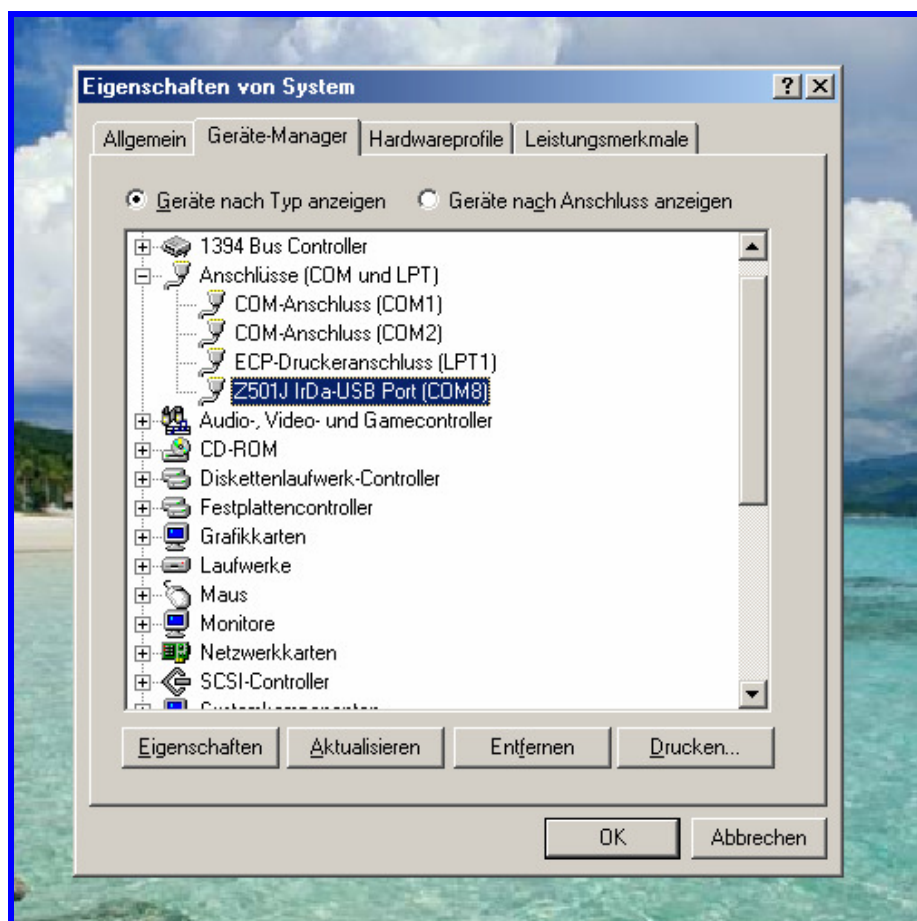 Eigenschaften von System
Allgemein Geräte-Manager Hardwareprofile Leistungsmerkmale
Geräte nach Typ anzeigen Geräte nach Anschluss anzeigen
1394 Bus Controller
Anschlüsse (COM und LPT)
COM-Anschluss (COM1)
COM-Anschluss (COM2)
ECP-Druckeranschluss (LPT1)
Z501J IrDa-USB Port (COM8)
Audio-, Video- und Gamecontroller
CD-ROM
Diskettenlaufwerk-Controller
Festplattencontroller
Grafikkarten
Laufwerke
Maus
Monitore
Netzwerkkarten
SCSI-Controller
Systemkomponenten
Eigenschaften Aktualisieren Entfernen Drucken...
OK Abbrechen